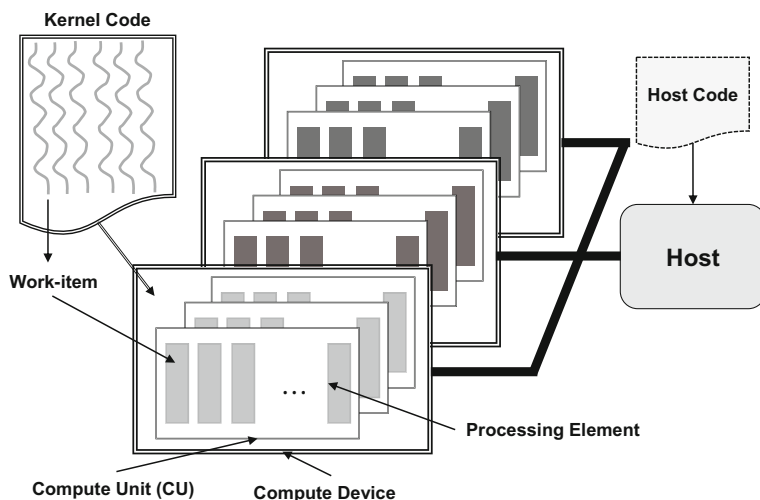 Kernel Code
Host Code
Host
Work-item
...
Processing Element
Compute Unit (CU)
Compute Device